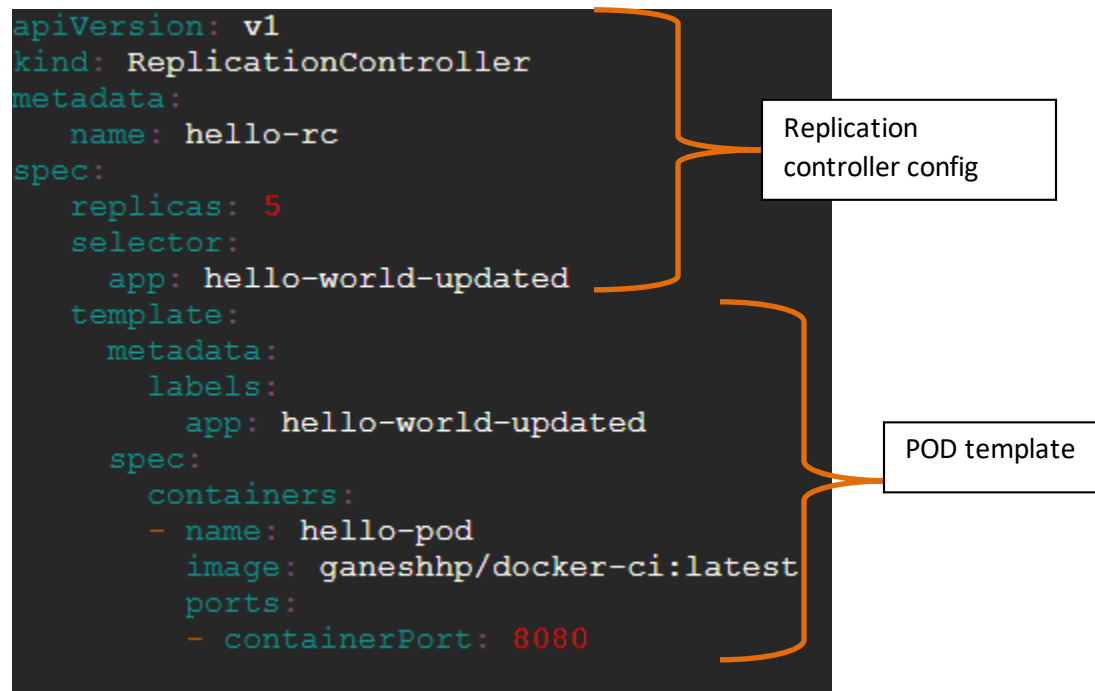 apiVersion: v1
kind: ReplicationController
metadata:
   name: hello-rc
spec:
   replicas: 5
   selector:
     app: hello-world-updated
   template:
     metadata:
       labels:
         app: hello-world-updated
     spec:
       containers:
       - name: hello-pod
         image: ganeshhp/docker-ci:latest
         ports:
         - containerPort: 8080
Replication
controller config
POD template